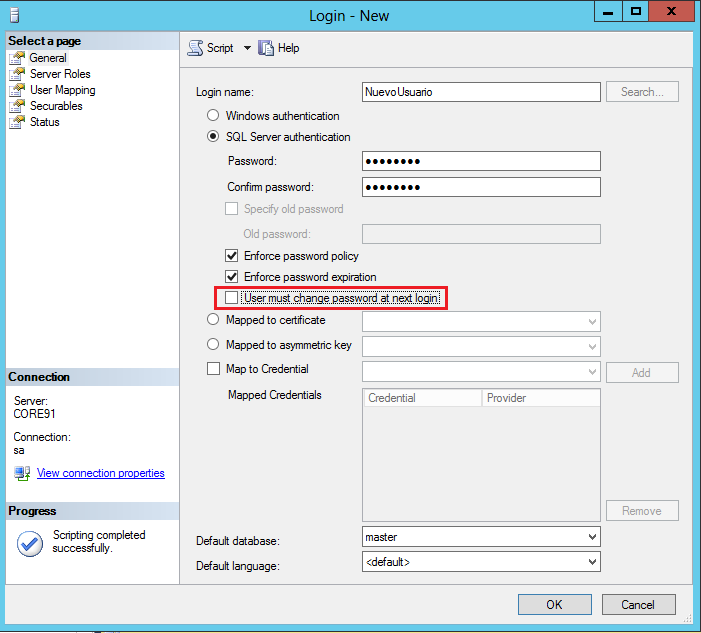 Login - New
Select a page
General
Server Roles
User Mapping
Securables
Status
Connection
Server:
CORE91
Connection:
sa
View connection properties
Progress
Scripting completed
successfully.
Script Help
Login name: NuevoUsuario Search...
Windows authentication
SQL Server authentication
Password: ●●●●●●●●
Confirm password: ●●●●●●●●
Specify old password
Old password:
Enforce password policy
Enforce password expiration
User must change password at next login
Mapped to certificate
Mapped to asymmetric key
Map to Credential Add
Mapped Credentials Credential Provider
Remove
Default database: master
Default language: <default>
OK Cancel